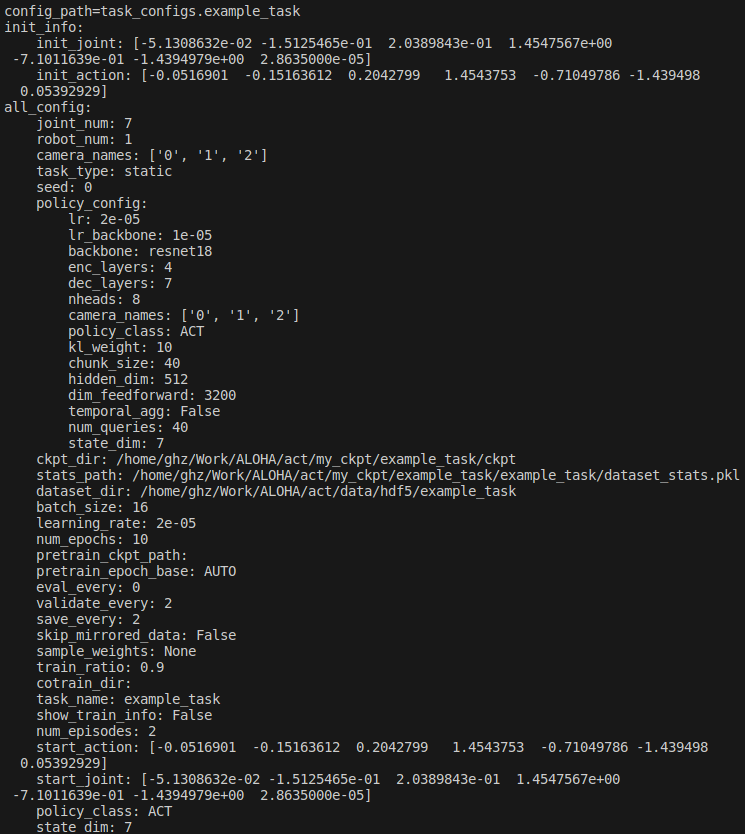 config_path=task_configs.example_task
init_info:
    init_joint: [-5.1308632e-02 -1.5125465e-01  2.0389843e-01  1.4547567e+00
 -7.1011639e-01 -1.4394979e+00  2.8635000e-05]
    init_action: [-0.0516901  -0.15163612  0.2042799   1.4543753  -0.71049786 -1.439498
  0.05392929]
all_config:
    joint_num: 7
    robot_num: 1
    camera_names: ['0', '1', '2']
    task_type: static
    seed: 0
    policy_config:
        lr: 2e-05
        lr_backbone: 1e-05
        backbone: resnet18
        enc_layers: 4
        dec_layers: 7
        nheads: 8
        camera_names: ['0', '1', '2']
        policy_class: ACT
        kl_weight: 10
        chunk_size: 40
        hidden_dim: 512
        dim_feedforward: 3200
        temporal_agg: False
        num_queries: 40
        state_dim: 7
    ckpt_dir: /home/ghz/Work/ALOHA/act/my_ckpt/example_task/ckpt
    stats_path: /home/ghz/Work/ALOHA/act/my_ckpt/example_task/example_task/dataset_stats.pkl
    dataset_dir: /home/ghz/Work/ALOHA/act/data/hdf5/example_task
    batch_size: 16
    learning_rate: 2e-05
    num_epochs: 10
    pretrain_ckpt_path:
    pretrain_epoch_base: AUTO
    eval_every: 0
    validate_every: 2
    save_every: 2
    skip_mirrored_data: False
    sample_weights: None
    train_ratio: 0.9
    cotrain_dir:
    task_name: example_task
    show_train_info: False
    num_episodes: 2
    start_action: [-0.0516901  -0.15163612  0.2042799   1.4543753  -0.71049786 -1.439498
  0.05392929]
    start_joint: [-5.1308632e-02 -1.5125465e-01  2.0389843e-01  1.4547567e+00
 -7.1011639e-01 -1.4394979e+00  2.8635000e-05]
    policy_class: ACT
    state_dim: 7